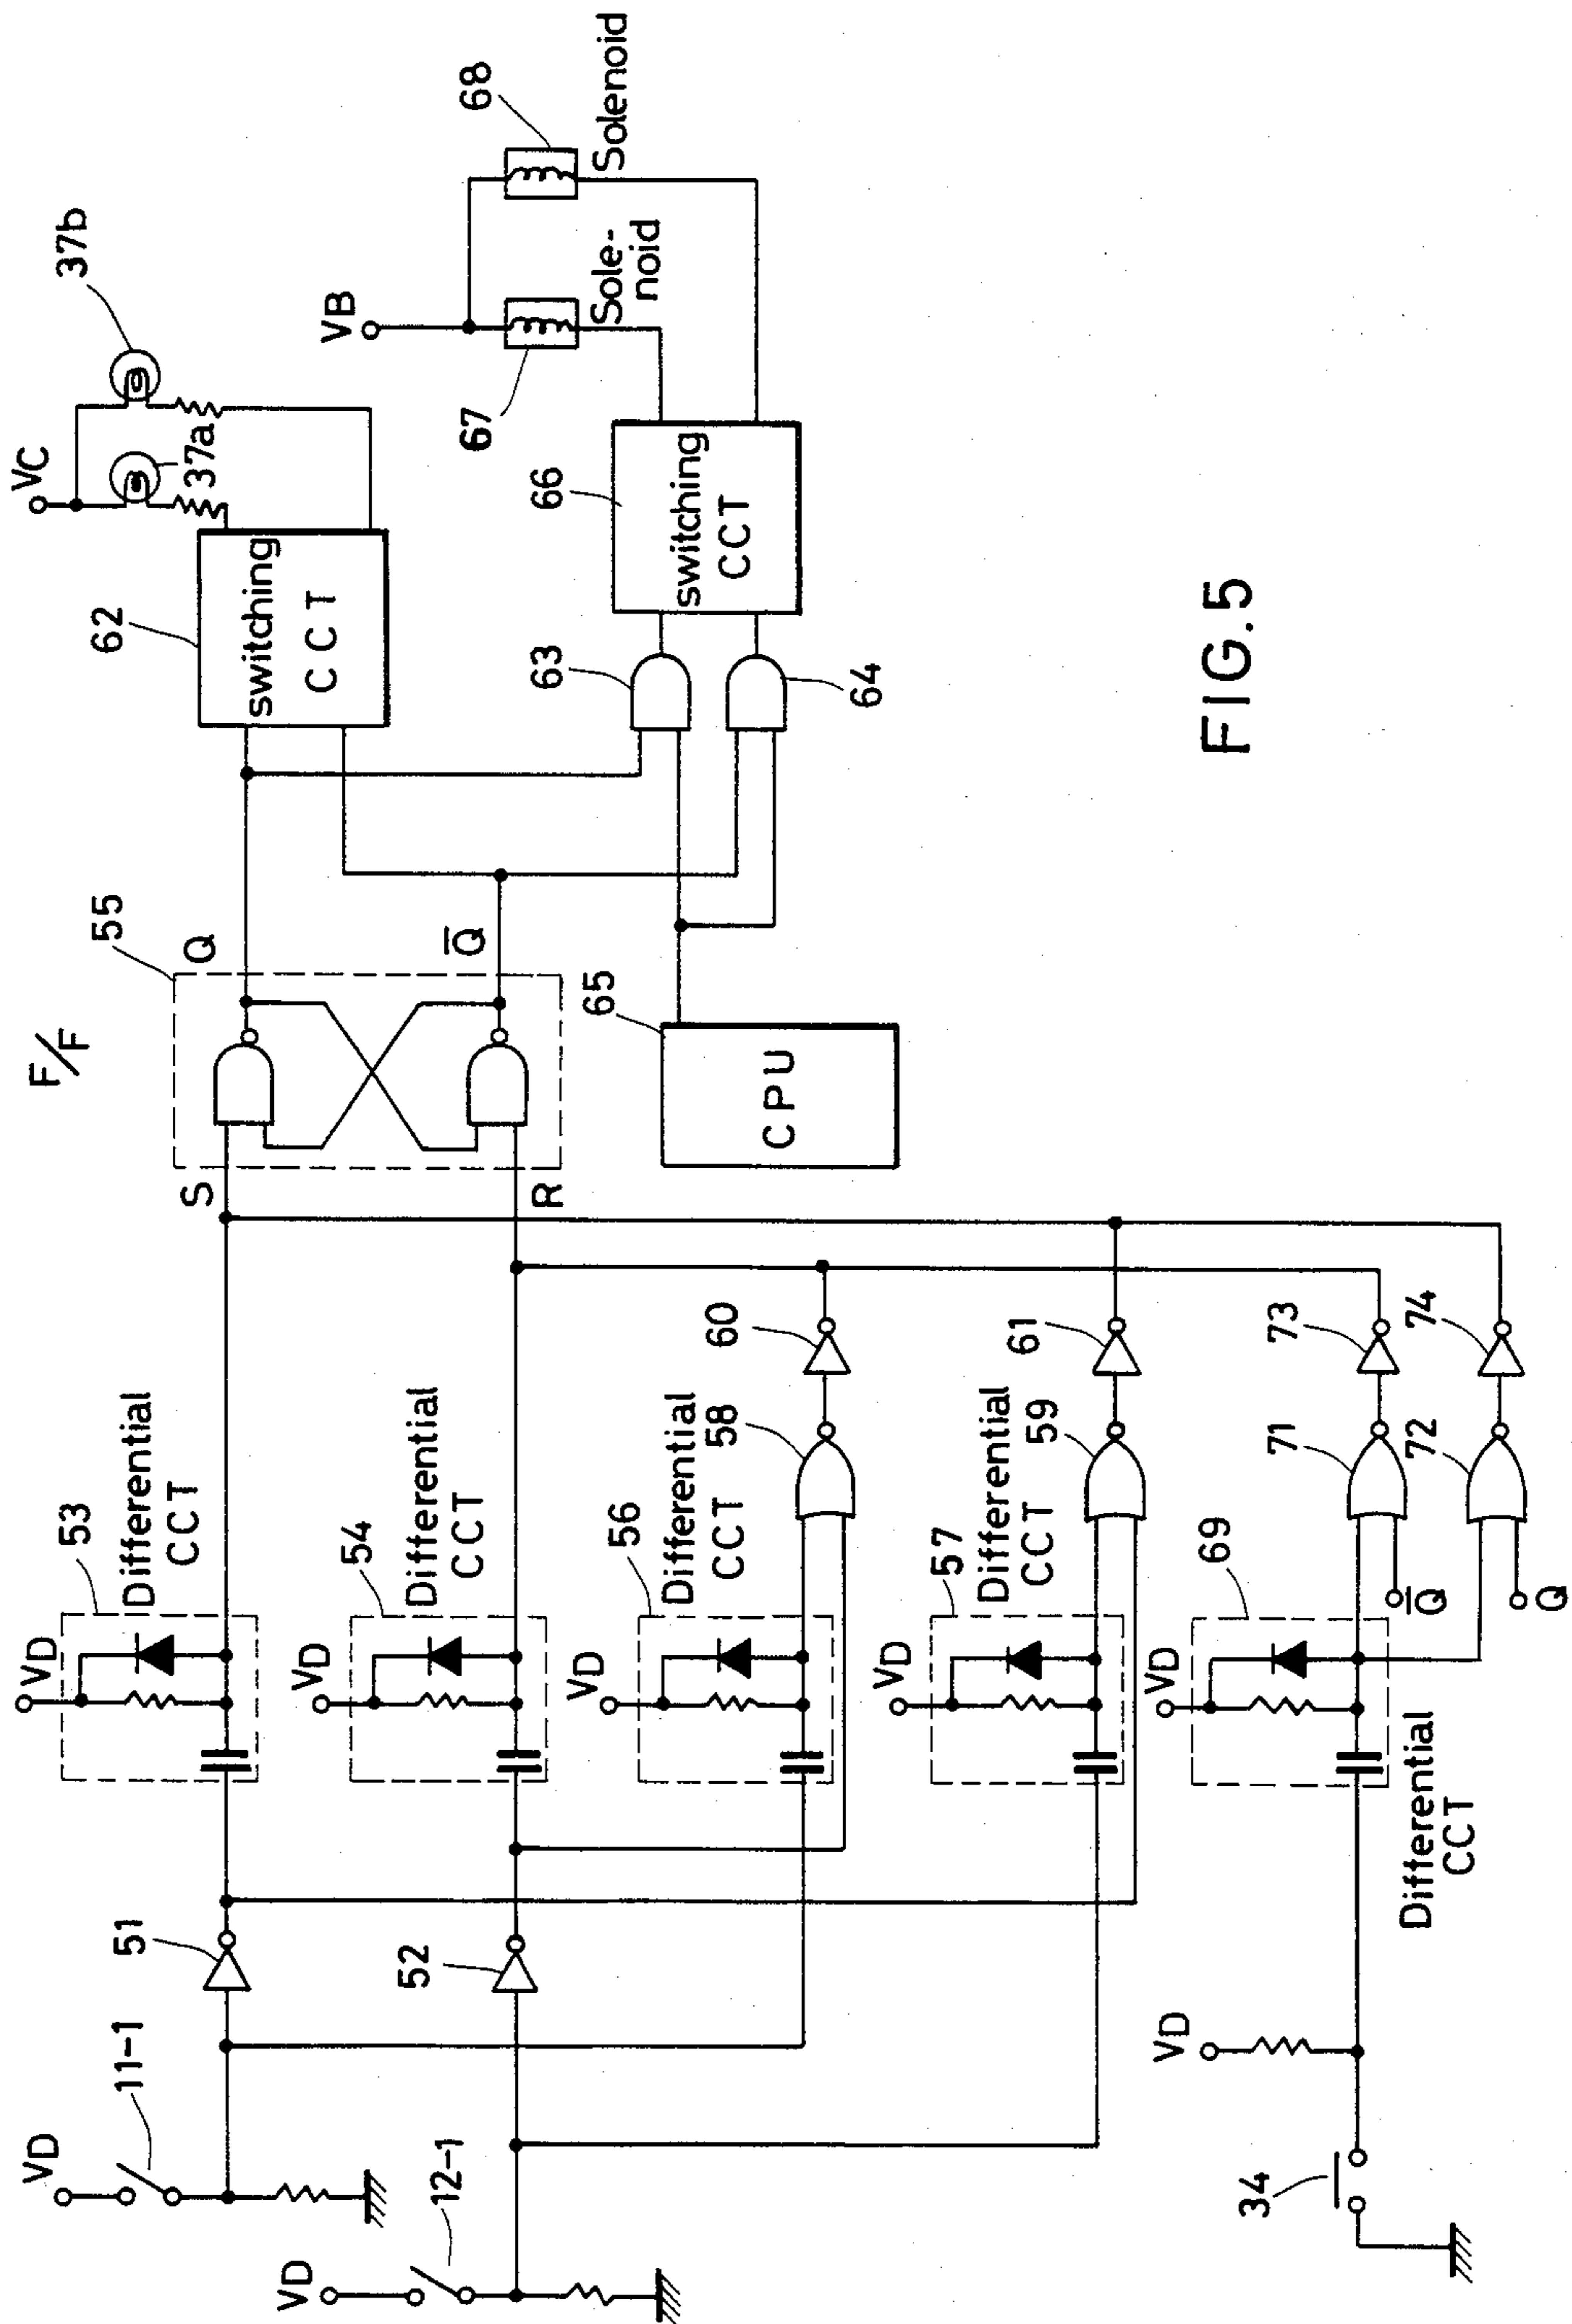 VD
11-1
51
53
VD
Differential
CCT
S
F/F
55
Q
62
switching
CCT
VC
37a
37b
VD
12-1
52
54
VD
Differential
CCT
R
Q̅
56
VD
Differential
CCT
58
60
65
CPU
63
64
66
switching
CCT
VB
67
Sole-
noid
68
Solenoid
57
VD
Differential
CCT
59
61
VD
34
69
VD
Differential
CCT
Q̅
Q
71
72
73
74
FIG.5